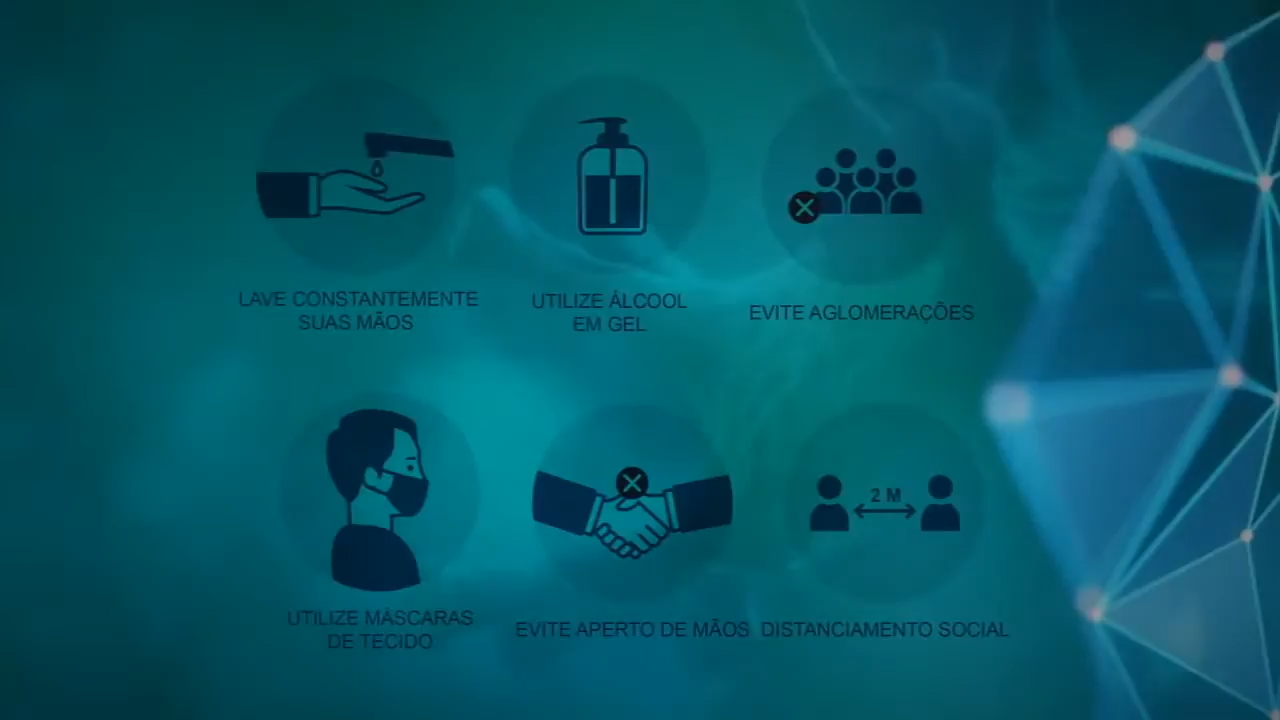 LAVE CONSTANTEMENTE
SUAS MÃOS
UTILIZE ÁLCOOL
EM GEL
EVITE AGLOMERAÇÕES
2 M
UTILIZE MÁSCARAS
DE TECIDO
EVITE APERTO DE MÃOS
DISTANCIAMENTO SOCIAL